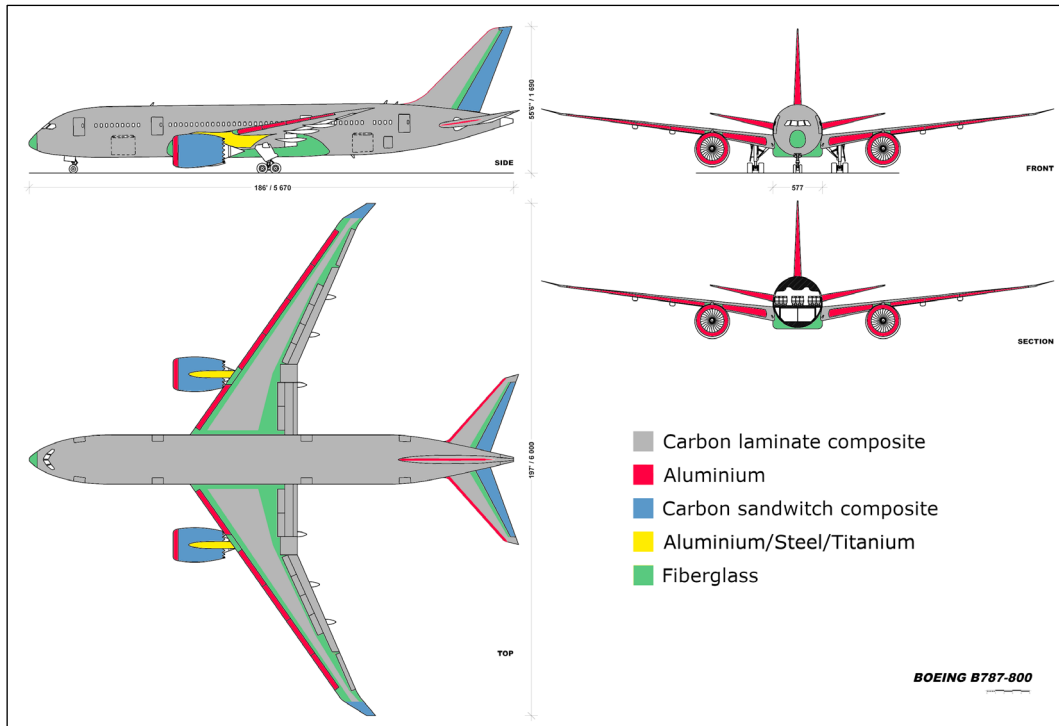 55'6" / 1 690
SIDE
186' / 5 670
FRONT
577
SECTION
197' / 6 000
Carbon laminate composite
Aluminium
Carbon sandwitch composite
Aluminium/Steel/Titanium
Fiberglass
TOP
BOEING B787-800